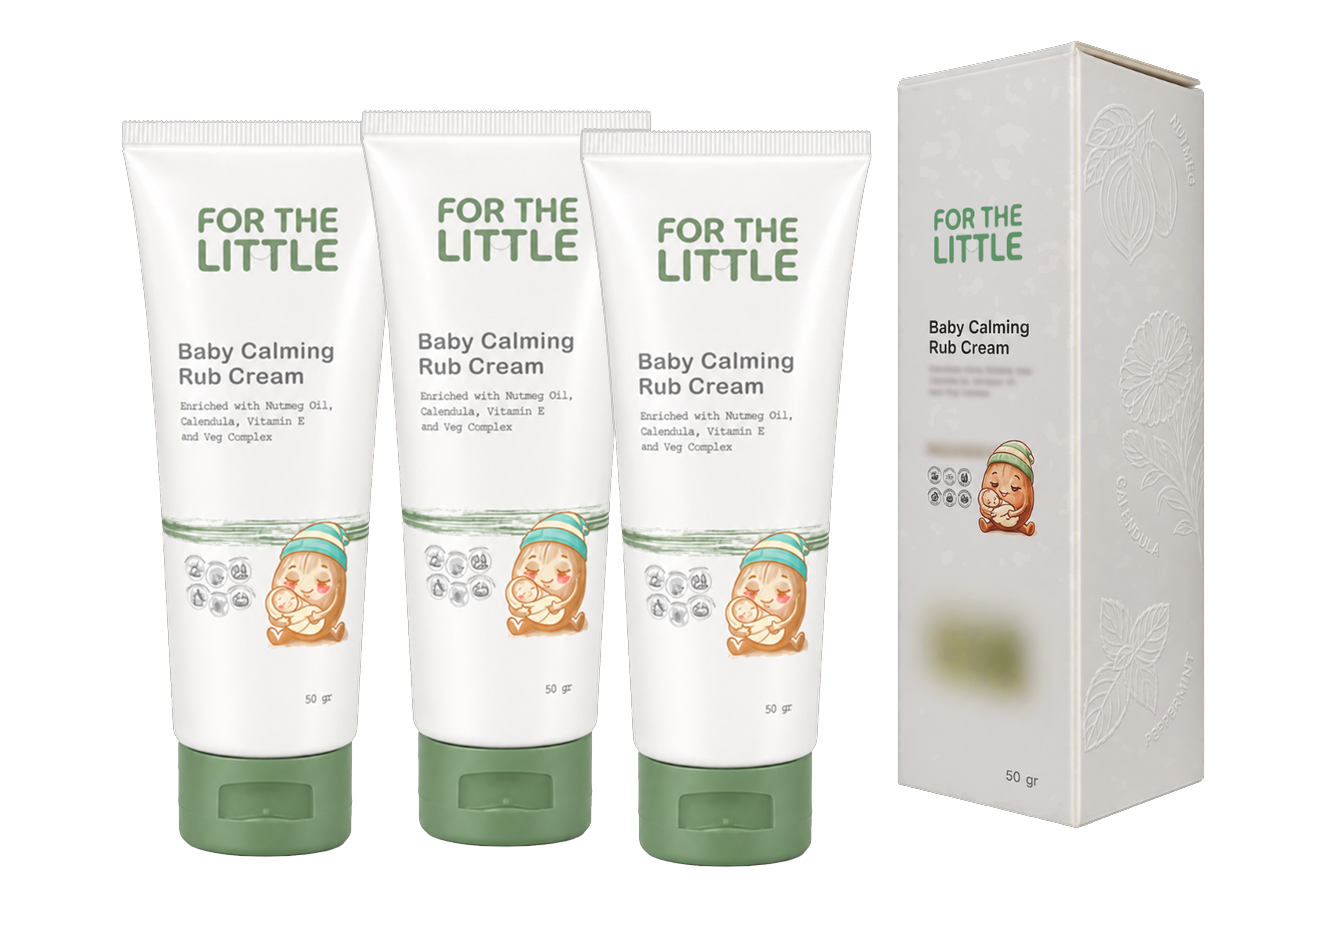 FOR THE
LITTLE
Baby Calming
Rub Cream
Enriched with Nutmeg Oil,
Calendula, Vitamin E
and Veg Complex
50 gr
FOR THE
LITTLE
Baby Calming
Rub Cream
Enriched with Nutmeg Oil,
Calendula, Vitamin E
and Veg Complex
50 gr
FOR THE
LITTLE
Baby Calming
Rub Cream
Enriched with Nutmeg Oil,
Calendula, Vitamin E
and Veg Complex
50 gr
FOR THE
LITTLE
Baby Calming
Rub Cream
50 gr
NUTMEG
CALENDULA
PEPPERMINT